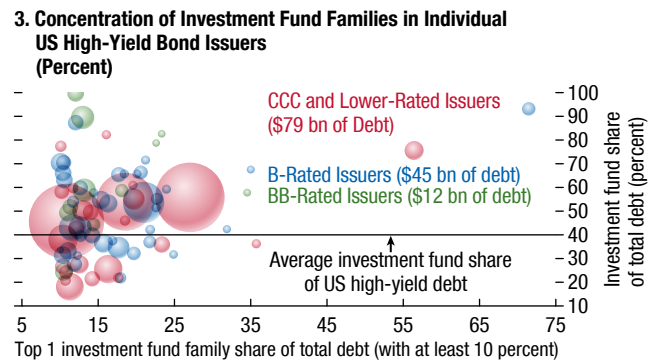 3. Concentration of Investment Fund Families in Individual
US High-Yield Bond Issuers
(Percent)
CCC and Lower-Rated Issuers
($79 bn of Debt)
B-Rated Issuers ($45 bn of debt)
BB-Rated Issuers ($12 bn of debt)
Average investment fund share
of US high-yield debt
100
90
80
70
60
50
40
30
20
10
Investment fund share
of total debt (percent)
5 15 25 35 45 55 65 75
Top 1 investment fund family share of total debt (with at least 10 percent)